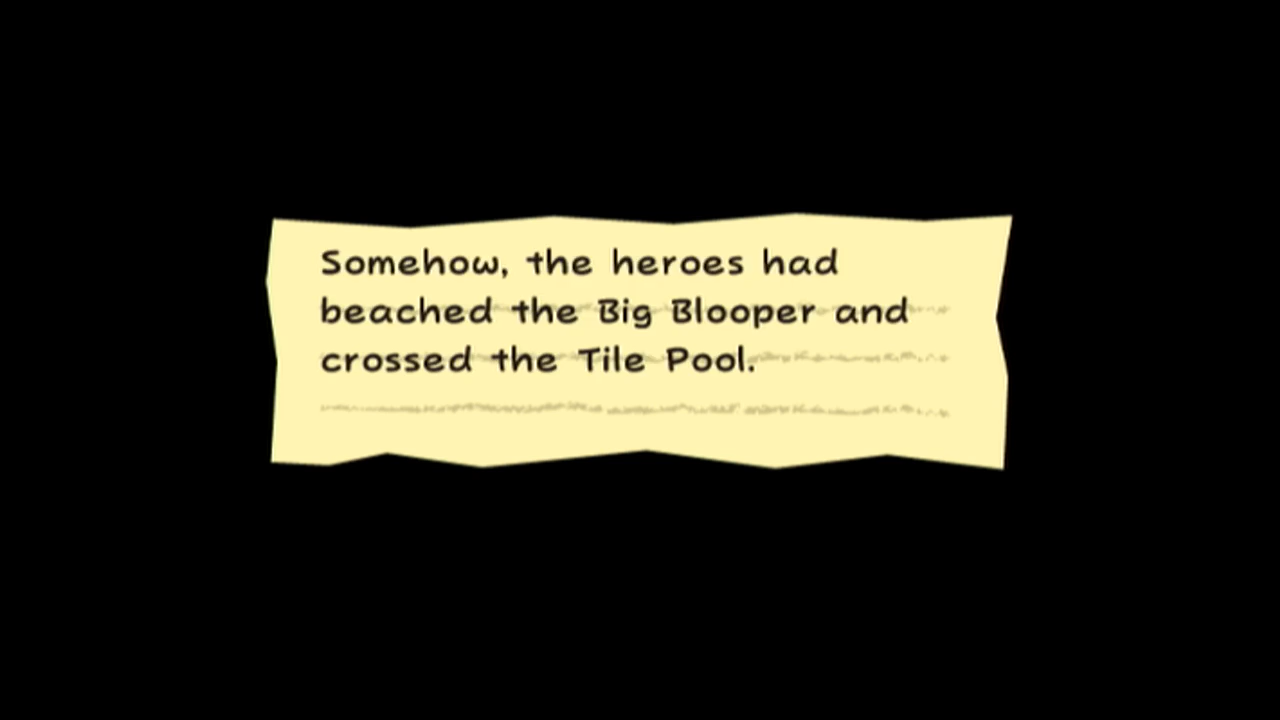 Somehow, the heroes had
beached the Big Blooper and
crossed the Tile Pool.